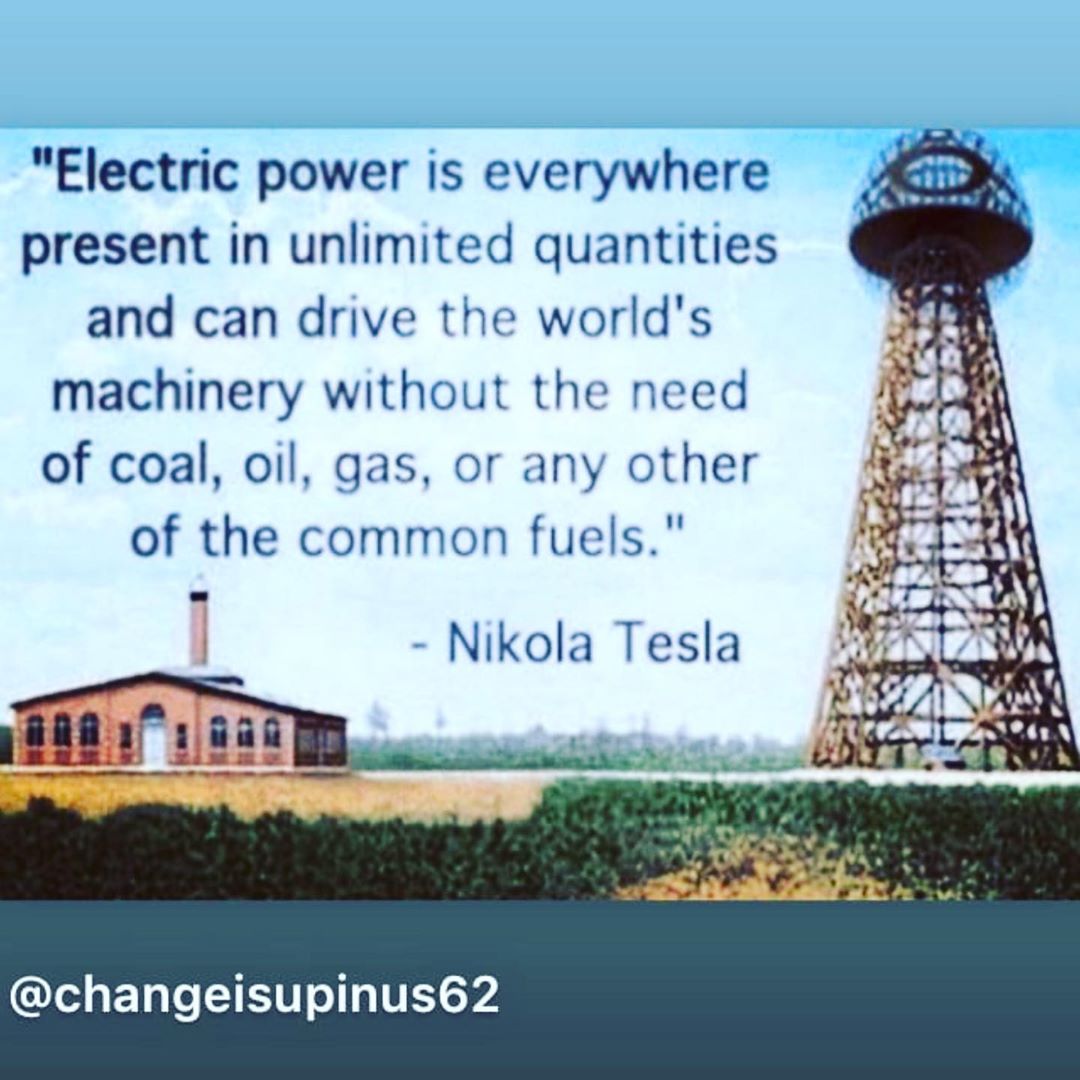 "Electric power is everywhere
present in unlimited quantities
and can drive the world's
machinery without the need
of coal, oil, gas, or any other
of the common fuels."
- Nikola Tesla
@changeisupinus62